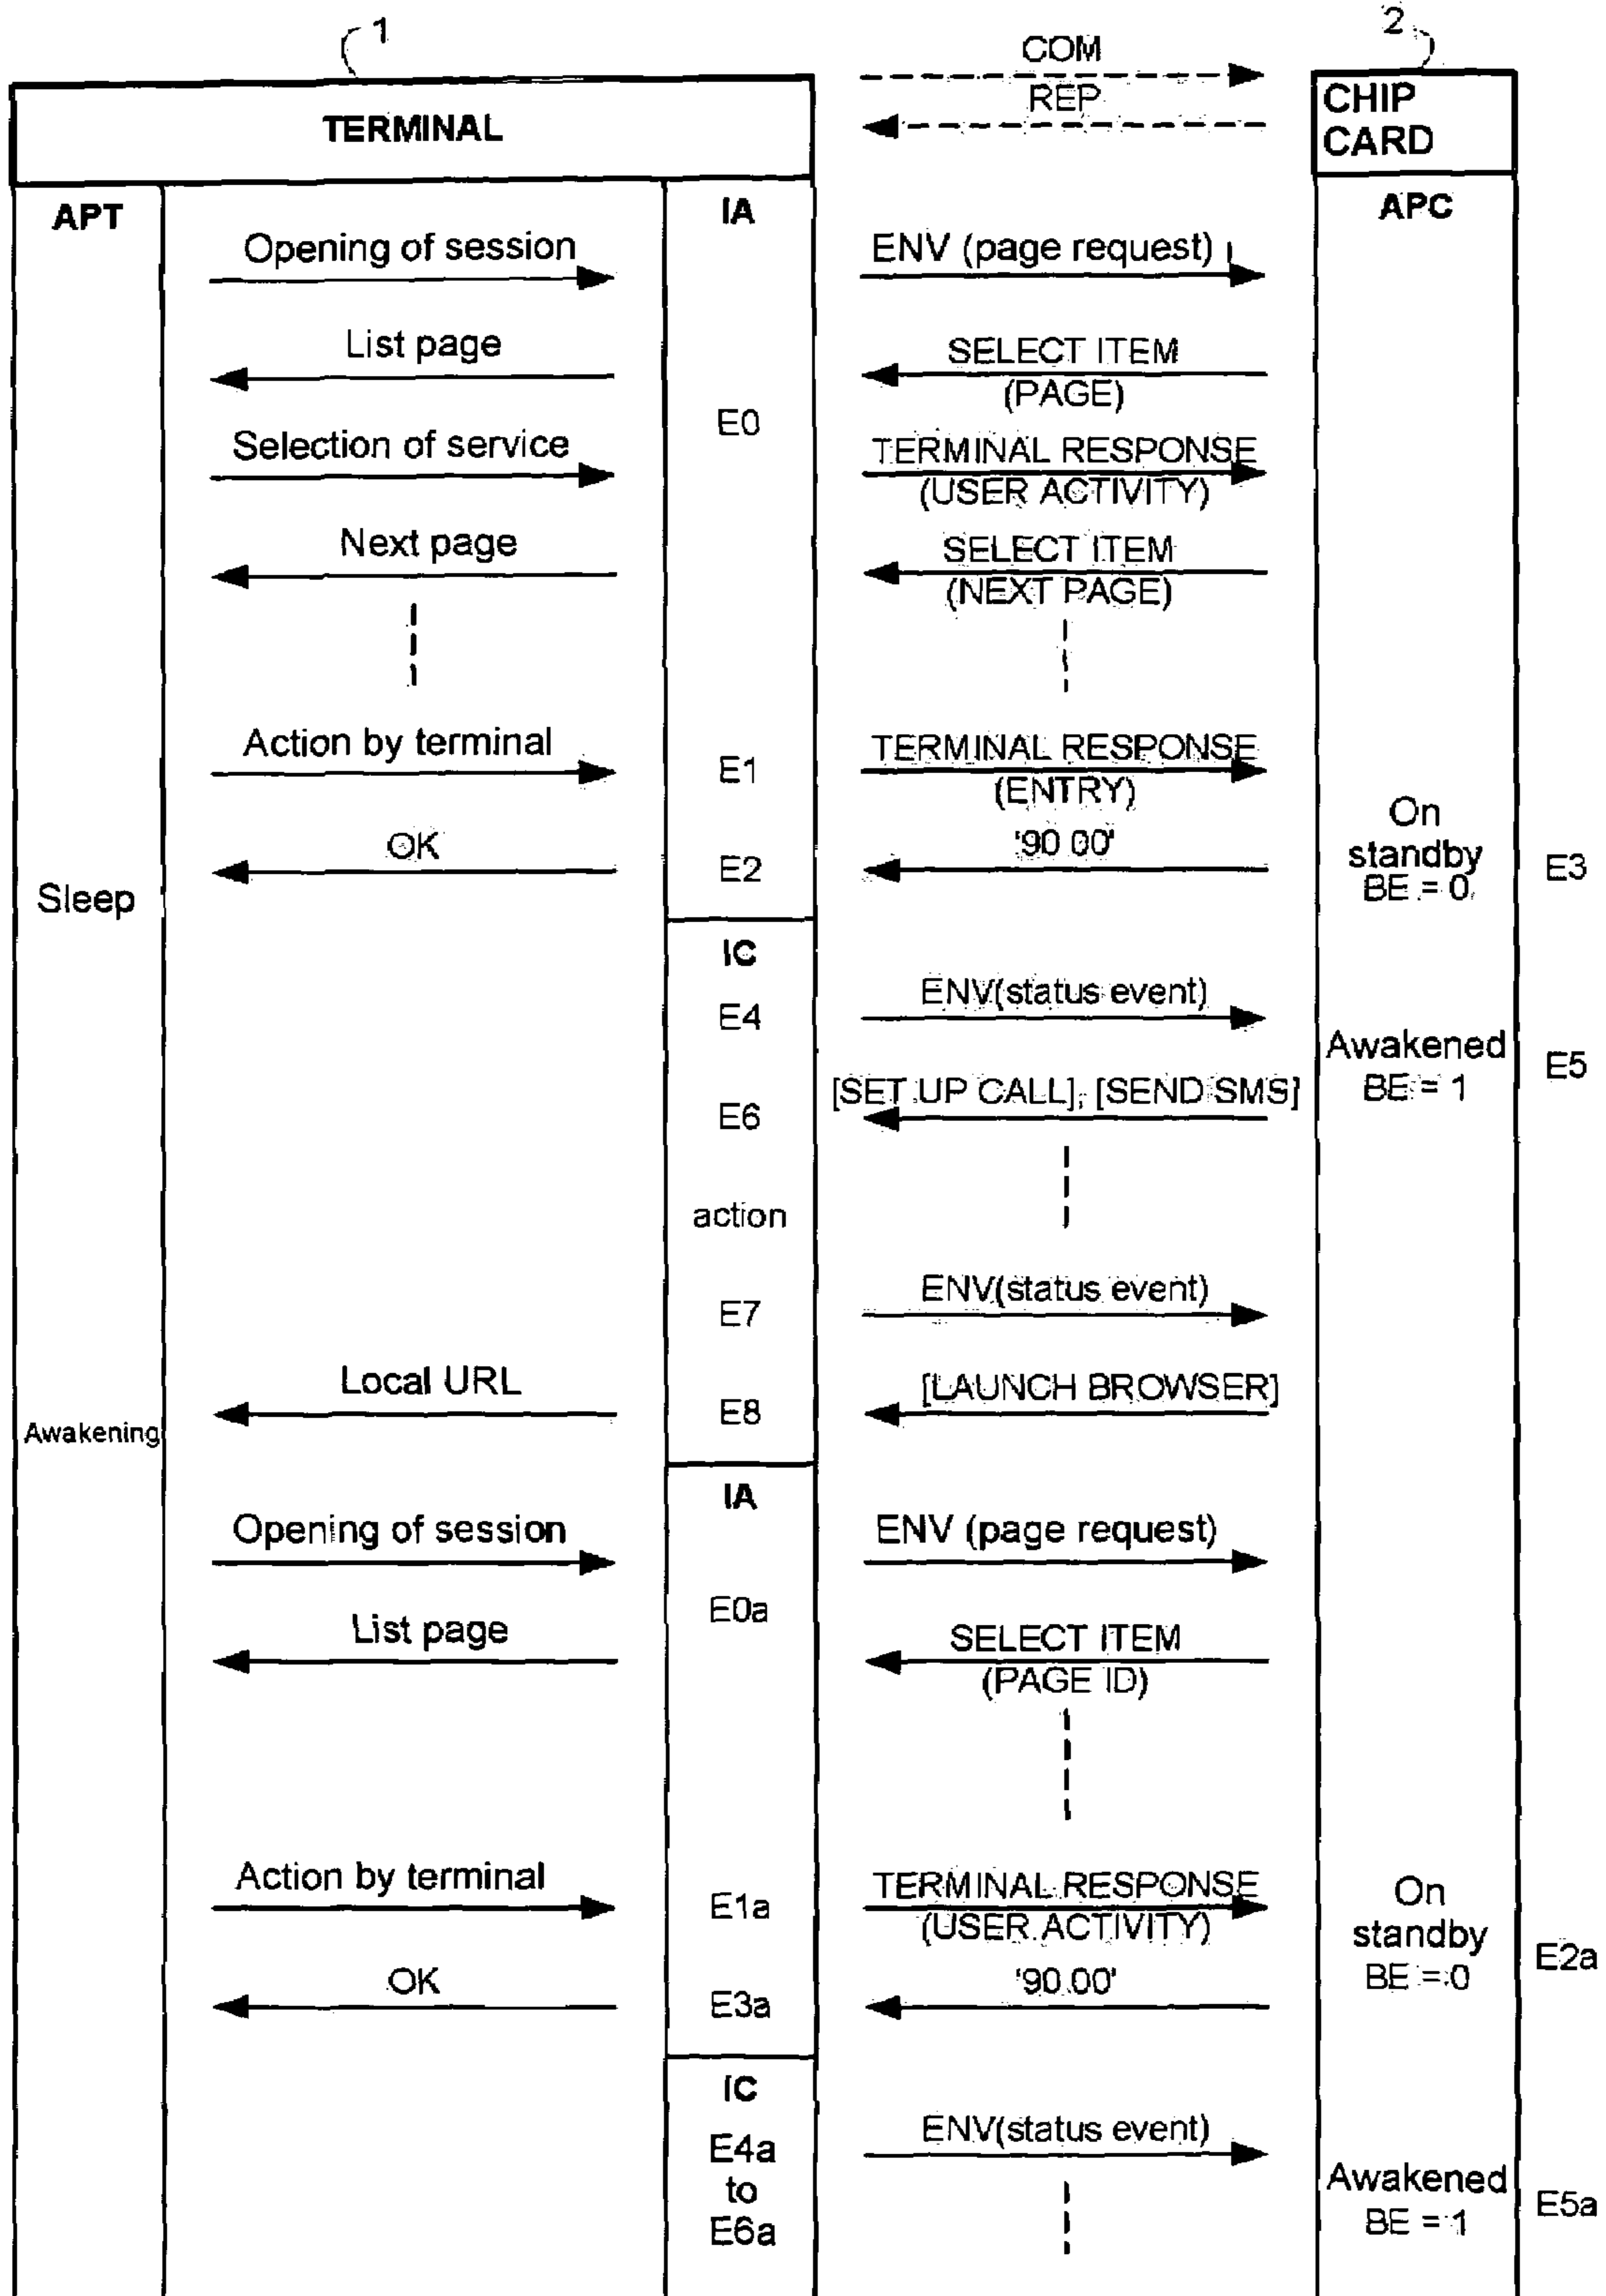 1
2
COM
REP
TERMINAL
CHIP
CARD
APT
IA
APC
Opening of session
ENV (page request)
List page
SELECT ITEM
(PAGE)
E0
Selection of service
TERMINAL RESPONSE
(USER ACTIVITY)
Next page
SELECT ITEM
(NEXT PAGE)
Action by terminal
E1
TERMINAL RESPONSE
(ENTRY)
On
standby
BE = 0
E3
OK
E2
'90 00'
Sleep
IC
E4
ENV(status event)
Awakened
BE = 1
E5
[SET UP CALL], [SEND SMS]
E6
action
E7
ENV(status event)
Local URL
E8
[LAUNCH BROWSER]
Awakening
IA
Opening of session
ENV (page request)
E0a
List page
SELECT ITEM
(PAGE ID)
Action by terminal
E1a
TERMINAL RESPONSE
(USER ACTIVITY)
On
standby
BE = 0
E2a
OK
E3a
'90 00'
IC
E4a
to
E6a
ENV(status event)
Awakened
BE = 1
E5a